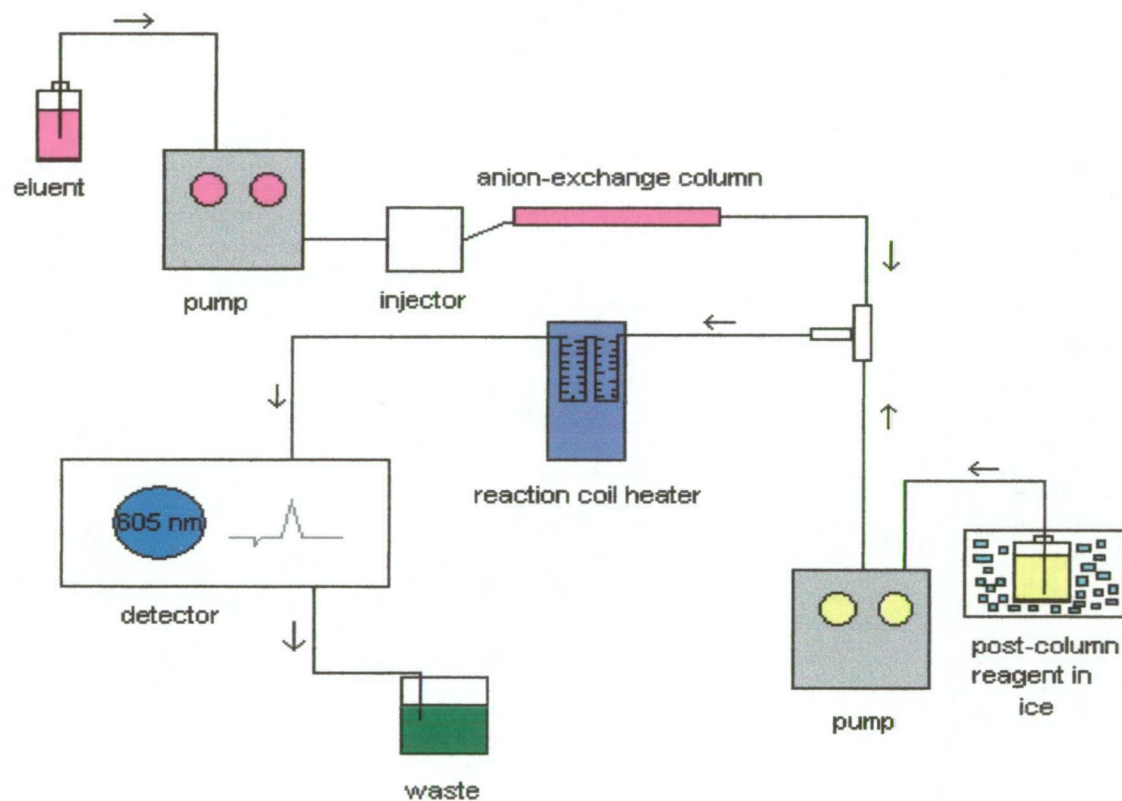 eluent
pump
injector
anion-exchange column
reaction coil heater
605 nm
detector
post-column
reagent in
ice
pump
waste